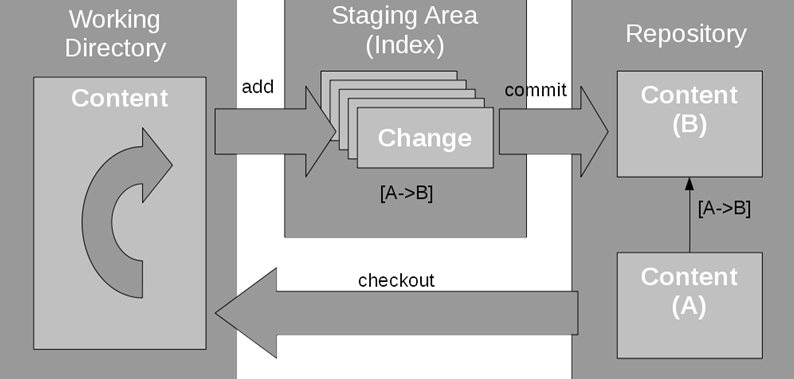 Working
Directory
Content
add
Staging Area
(Index)
Change
[A->B]
commit
Repository
Content
(B)
[A->B]
Content
(A)
checkout